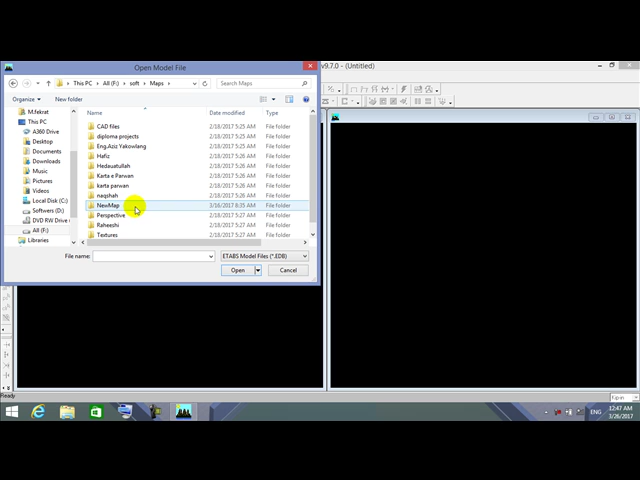 Open Model File
v9.7.0 - (Untitled)
This PC
All (F:)
soft
Maps
Search Maps
Organize
New folder
M.fekrat
This PC
A360 Drive
Desktop
Documents
Downloads
Music
Pictures
Videos
Local Disk (C:)
Softwers (D:)
DVD RW Drive
All (F:)
Libraries
Name Date modified Type
CAD files 2/18/2017 5:25 AM File folder
diploma projects 2/18/2017 5:25 AM File folder
Eng.Aziz Yakowlang 2/18/2017 5:25 AM File folder
Hafiz 2/18/2017 5:25 AM File folder
Hedauatullah 2/18/2017 5:25 AM File folder
Karta e Parwan 2/18/2017 5:27 AM File folder
karta parwan 2/18/2017 5:27 AM File folder
naqshah 2/18/2017 5:27 AM File folder
NewMap 3/16/2017 8:35 AM File folder
Perspective 2/18/2017 5:27 AM File folder
Raheeshi 2/18/2017 5:27 AM File folder
Textures 2/18/2017 5:27 AM File folder
File name:
ETABS Model Files (*.EDB)
Open
Cancel
Ready
Kip-in
ENG
12:47 AM
3/26/2017